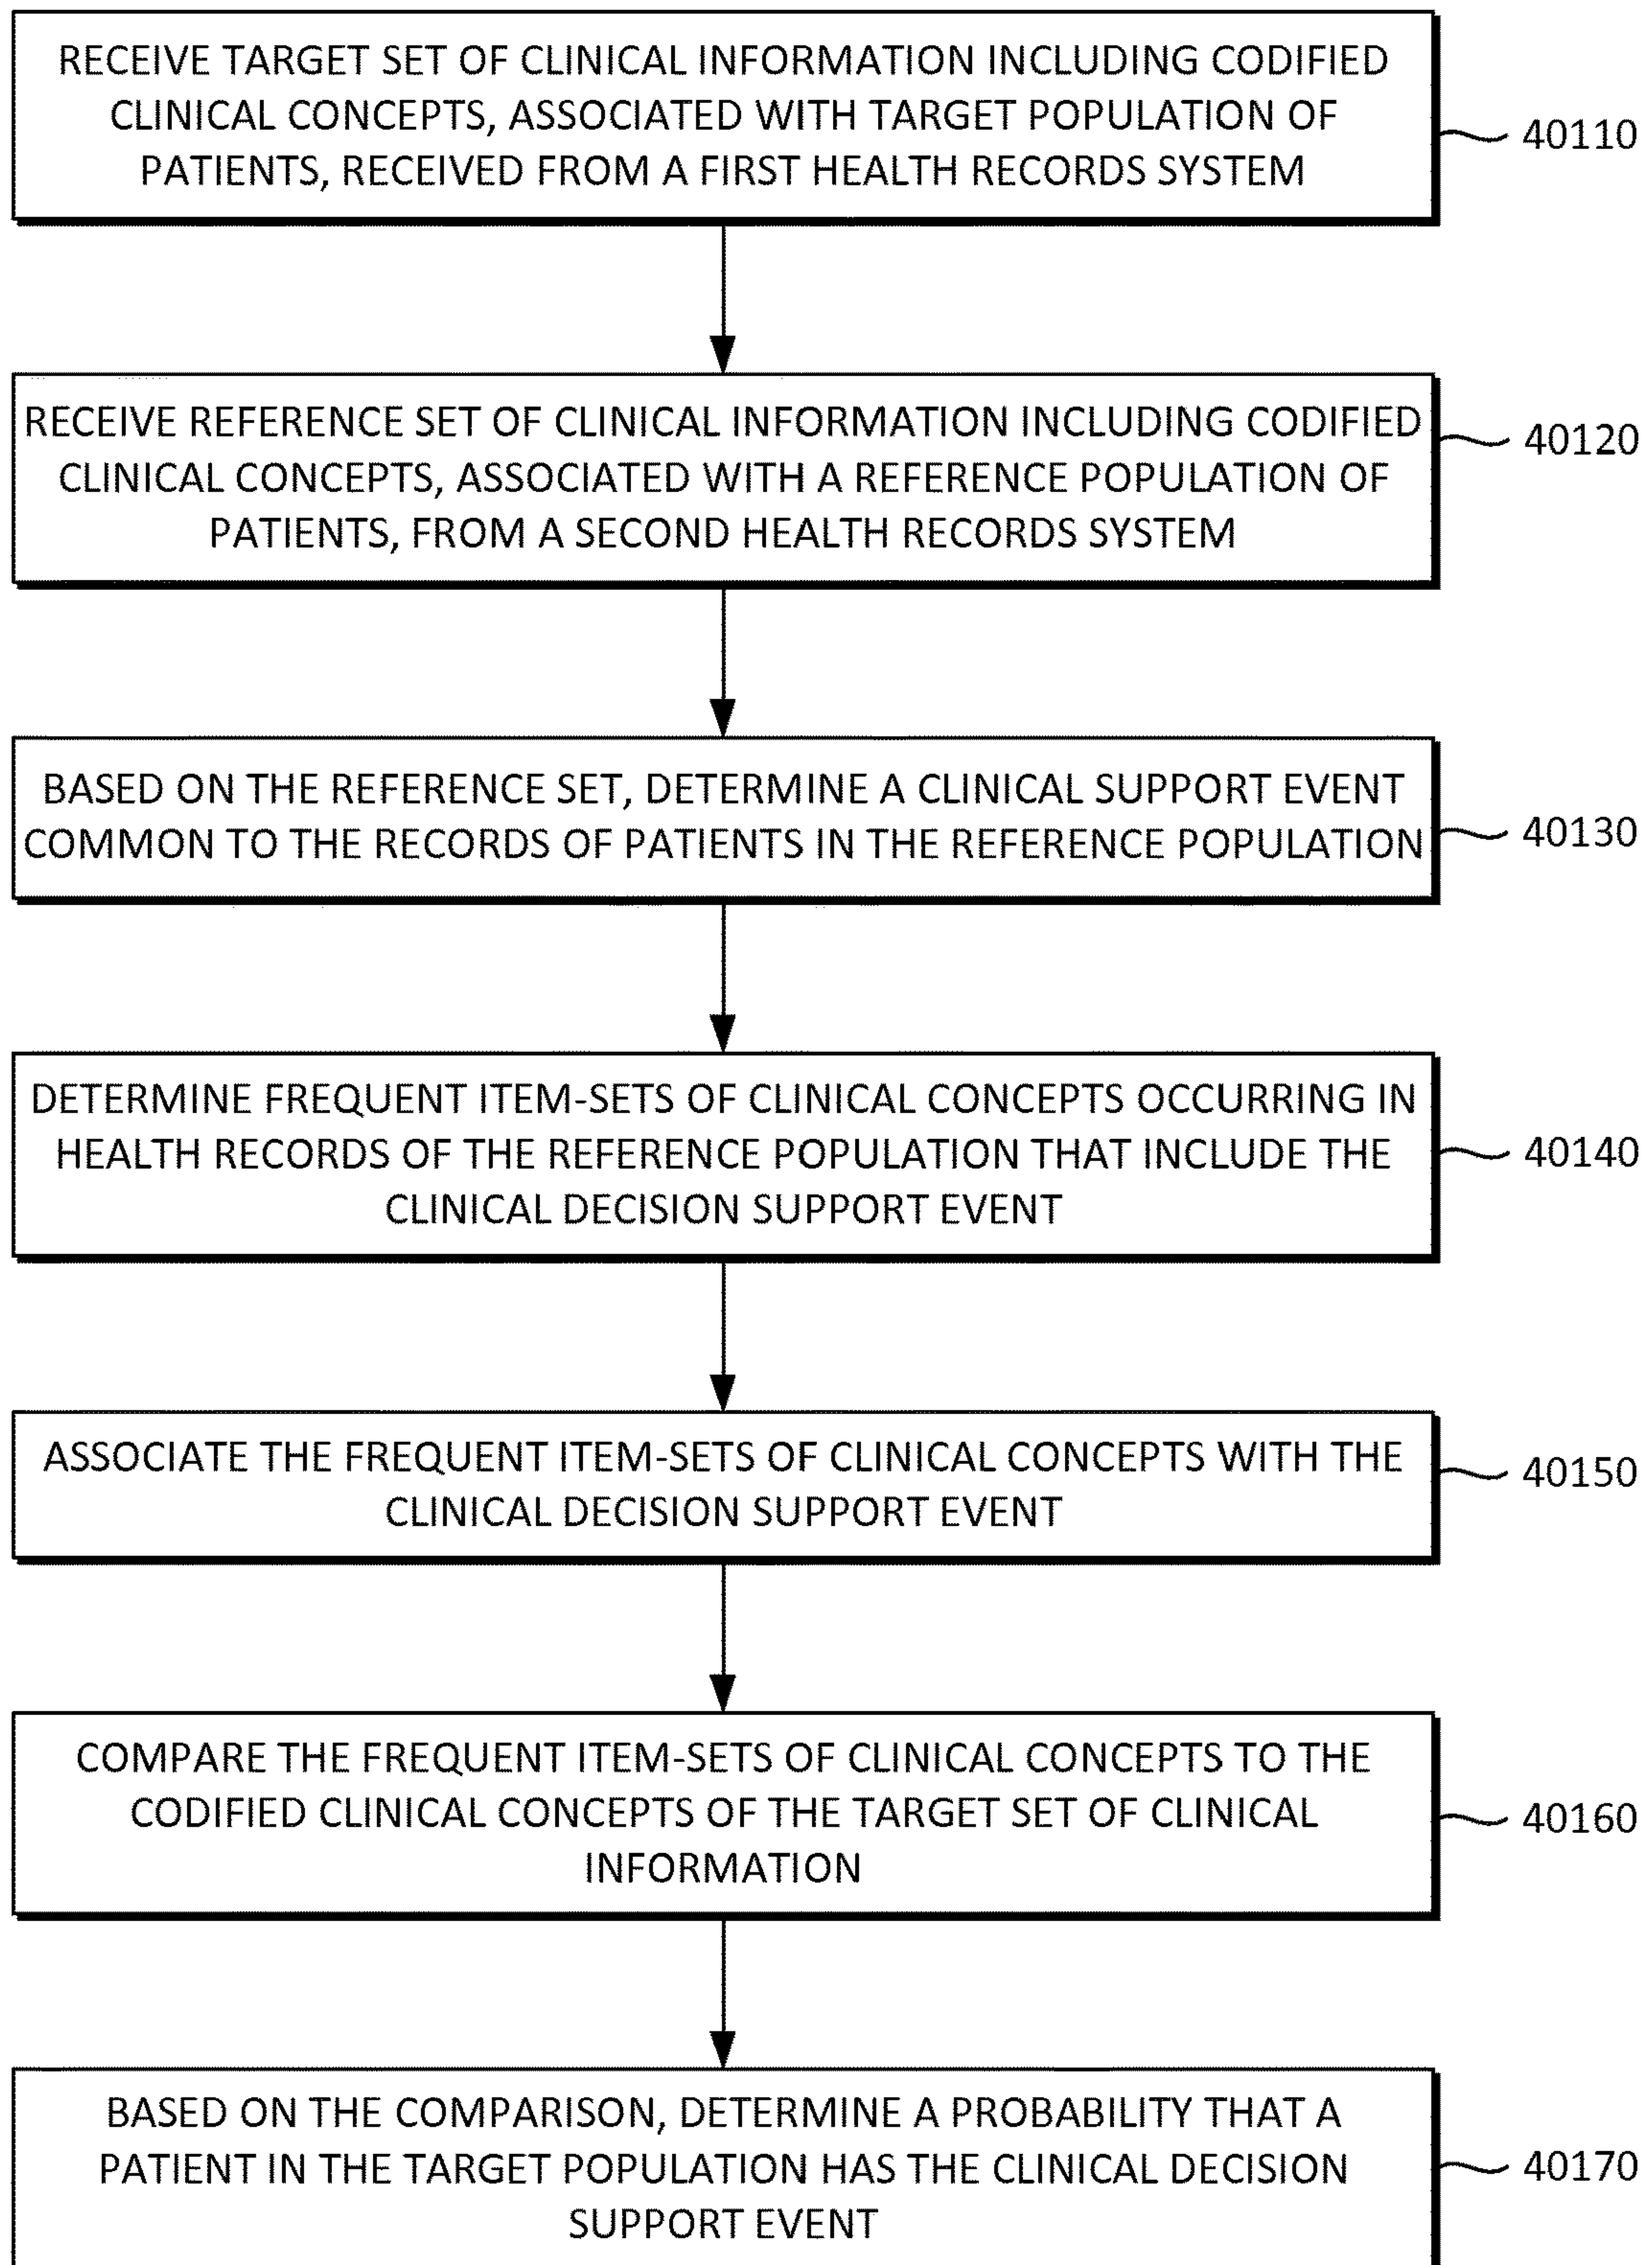 RECEIVE TARGET SET OF CLINICAL INFORMATION INCLUDING CODIFIED
CLINICAL CONCEPTS, ASSOCIATED WITH TARGET POPULATION OF
PATIENTS, RECEIVED FROM A FIRST HEALTH RECORDS SYSTEM
40110
RECEIVE REFERENCE SET OF CLINICAL INFORMATION INCLUDING CODIFIED
CLINICAL CONCEPTS, ASSOCIATED WITH A REFERENCE POPULATION OF
PATIENTS, FROM A SECOND HEALTH RECORDS SYSTEM
40120
BASED ON THE REFERENCE SET, DETERMINE A CLINICAL SUPPORT EVENT
COMMON TO THE RECORDS OF PATIENTS IN THE REFERENCE POPULATION
40130
DETERMINE FREQUENT ITEM-SETS OF CLINICAL CONCEPTS OCCURRING IN
HEALTH RECORDS OF THE REFERENCE POPULATION THAT INCLUDE THE
CLINICAL DECISION SUPPORT EVENT
40140
ASSOCIATE THE FREQUENT ITEM-SETS OF CLINICAL CONCEPTS WITH THE
CLINICAL DECISION SUPPORT EVENT
40150
COMPARE THE FREQUENT ITEM-SETS OF CLINICAL CONCEPTS TO THE
CODIFIED CLINICAL CONCEPTS OF THE TARGET SET OF CLINICAL
INFORMATION
40160
BASED ON THE COMPARISON, DETERMINE A PROBABILITY THAT A
PATIENT IN THE TARGET POPULATION HAS THE CLINICAL DECISION
SUPPORT EVENT
40170